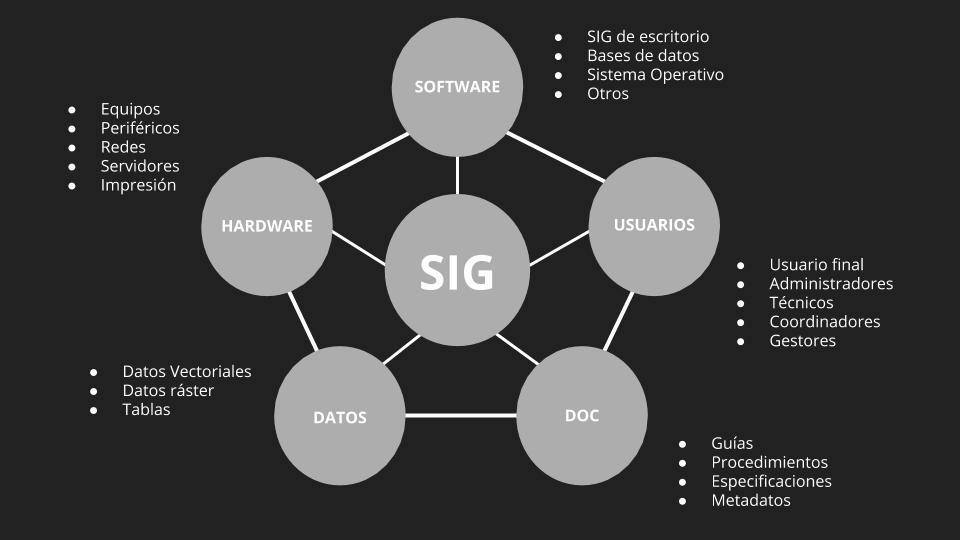 SOFTWARE
● SIG de escritorio
● Bases de datos
● Sistema Operativo
● Otros
● Equipos
● Periféricos
● Redes
● Servidores
● Impresión
HARDWARE
USUARIOS
SIG
● Usuario final
● Administradores
● Técnicos
● Coordinadores
● Gestores
● Datos Vectoriales
● Datos ráster
● Tablas
DATOS
DOC
● Guías
● Procedimientos
● Especificaciones
● Metadatos